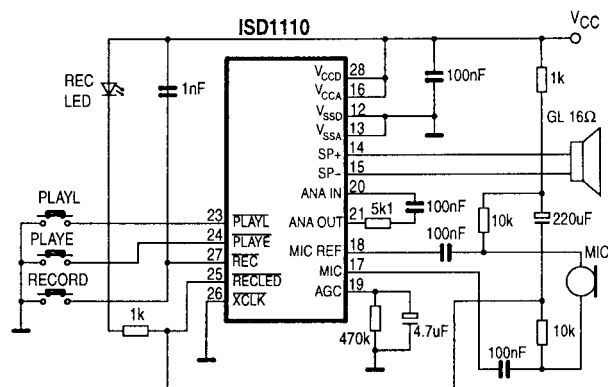 ISD1110
VCC
REC
LED
1nF
VCCD 28
VCCA 16
VSSD 12
VSSA 13
SP+ 14
SP- 15
ANA IN 20
ANA OUT 21
MIC REF 18
MIC 17
AGC 19
100nF
1k
GL 16Ω
PLAYL
PLAYE
RECORD
23 PLAYL
24 PLAYE
27 REC
25 RECLED
26 XCLK
1k
5k1
100nF
100nF
10k
220uF
MIC
470k
4.7uF
100nF
10k